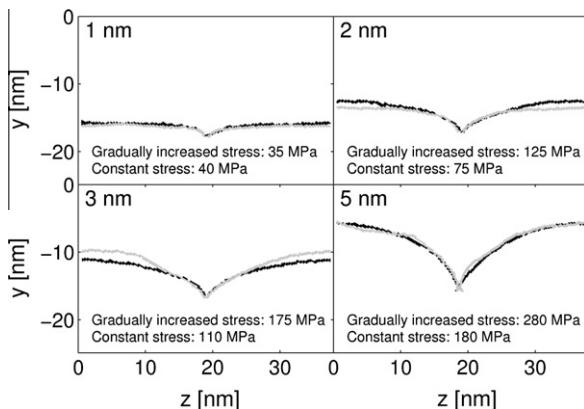 1 nm
2 nm
0
−10
−20
y [nm]
Gradually increased stress: 35 MPa
Constant stress: 40 MPa
Gradually increased stress: 125 MPa
Constant stress: 75 MPa
3 nm
5 nm
0
−10
−20
y [nm]
Gradually increased stress: 175 MPa
Constant stress: 110 MPa
Gradually increased stress: 280 MPa
Constant stress: 180 MPa
0 10 20 30
0 10 20 30
z [nm]
z [nm]